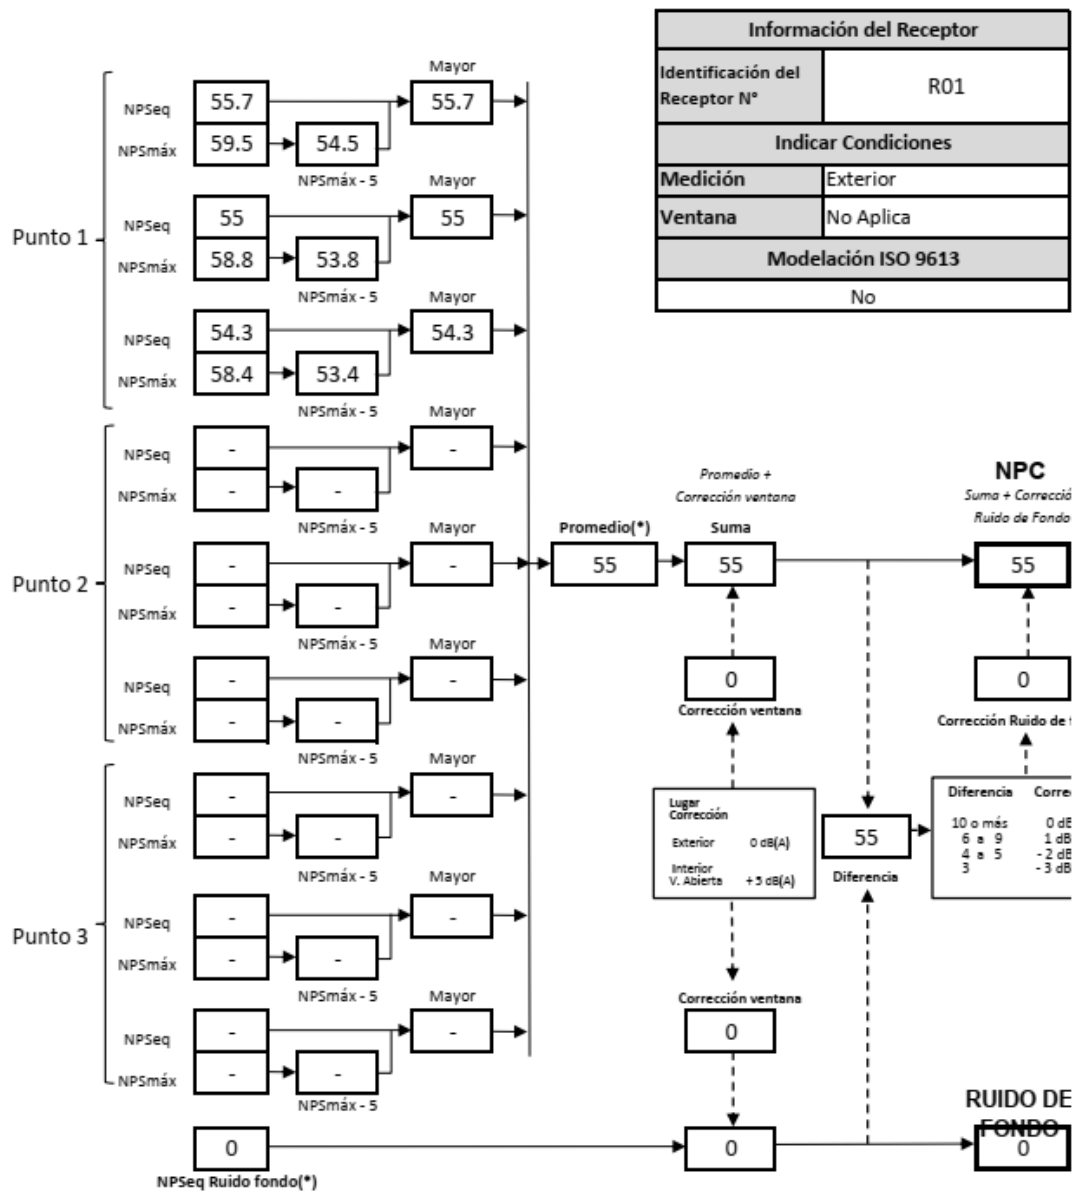 Información del Receptor
Identificación del
Receptor N°
R01
Indicar Condiciones
Medición
Exterior
Ventana
No Aplica
Modelación ISO 9613
No
Punto 1
Mayor
NPSeq
55.7
55.7
NPSmáx
59.5
54.5
NPSmáx - 5
Mayor
NPSeq
55
55
NPSmáx
58.8
53.8
NPSmáx - 5
Mayor
NPSeq
54.3
54.3
NPSmáx
58.4
53.4
NPSmáx - 5
Punto 2
Mayor
NPSeq
-
-
NPSmáx
-
-
NPSmáx - 5
Mayor
NPSeq
-
-
NPSmáx
-
-
NPSmáx - 5
Mayor
NPSeq
-
-
NPSmáx
-
-
NPSmáx - 5
Punto 3
Mayor
NPSeq
-
-
NPSmáx
-
-
NPSmáx - 5
Mayor
NPSeq
-
-
NPSmáx
-
-
NPSmáx - 5
Mayor
NPSeq
-
-
NPSmáx
-
-
NPSmáx - 5
Promedio(*)
55
Promedio +
Corrección ventana
Suma
55
0
Corrección ventana
Lugar
Corrección
Exterior 0 dB(A)
Interior
V. Abierta + 5 dB(A)
Corrección ventana
0
NPC
Suma + Correcció
Ruido de Fondo
55
0
Corrección Ruido de
Diferencia Corre
10 o más 0 dB
6 a 9 1 dB
4 a 5 - 2 dB
3 - 3 dB
55
Diferencia
RUIDO DE
FONDO
0
0
0
NPSeq Ruido fondo(*)